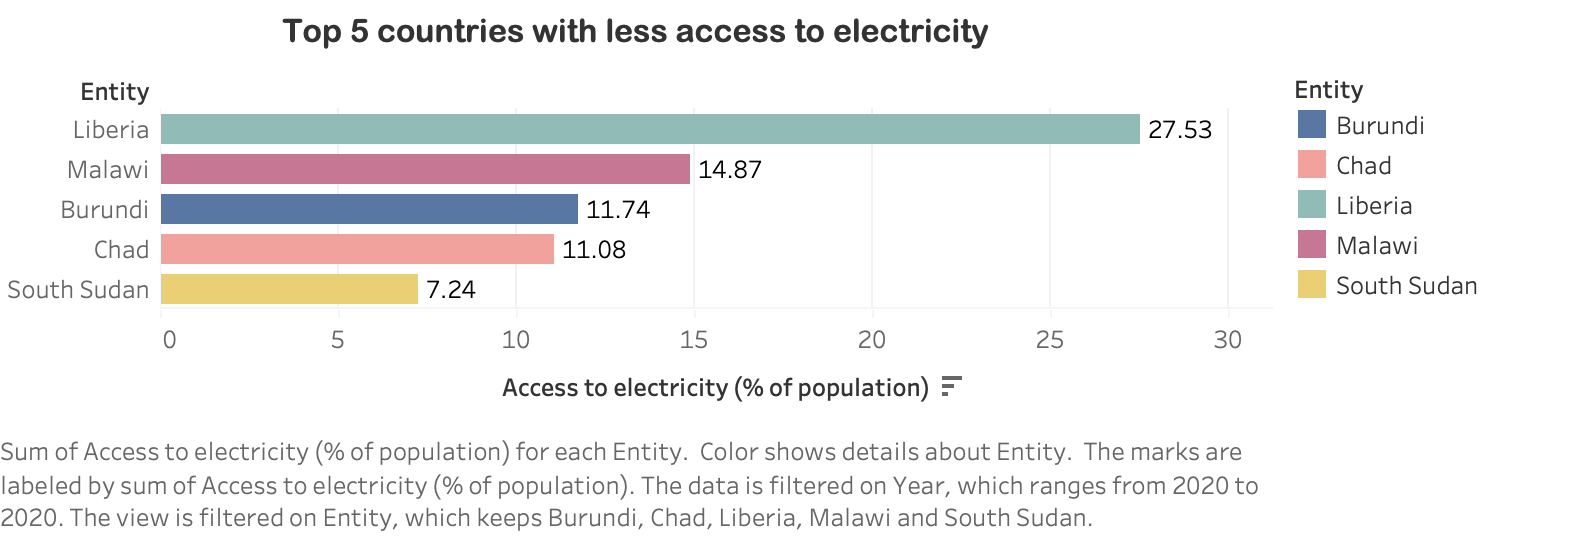 Top 5 countries with less access to electricity
Entity
Liberia 27.53
Malawi 14.87
Burundi 11.74
Chad 11.08
South Sudan 7.24
0 5 10 15 20 25 30
Access to electricity (% of population)
Entity
Burundi
Chad
Liberia
Malawi
South Sudan
Sum of Access to electricity (% of population) for each Entity.  Color shows details about Entity.  The marks are
labeled by sum of Access to electricity (% of population). The data is filtered on Year, which ranges from 2020 to
2020. The view is filtered on Entity, which keeps Burundi, Chad, Liberia, Malawi and South Sudan.